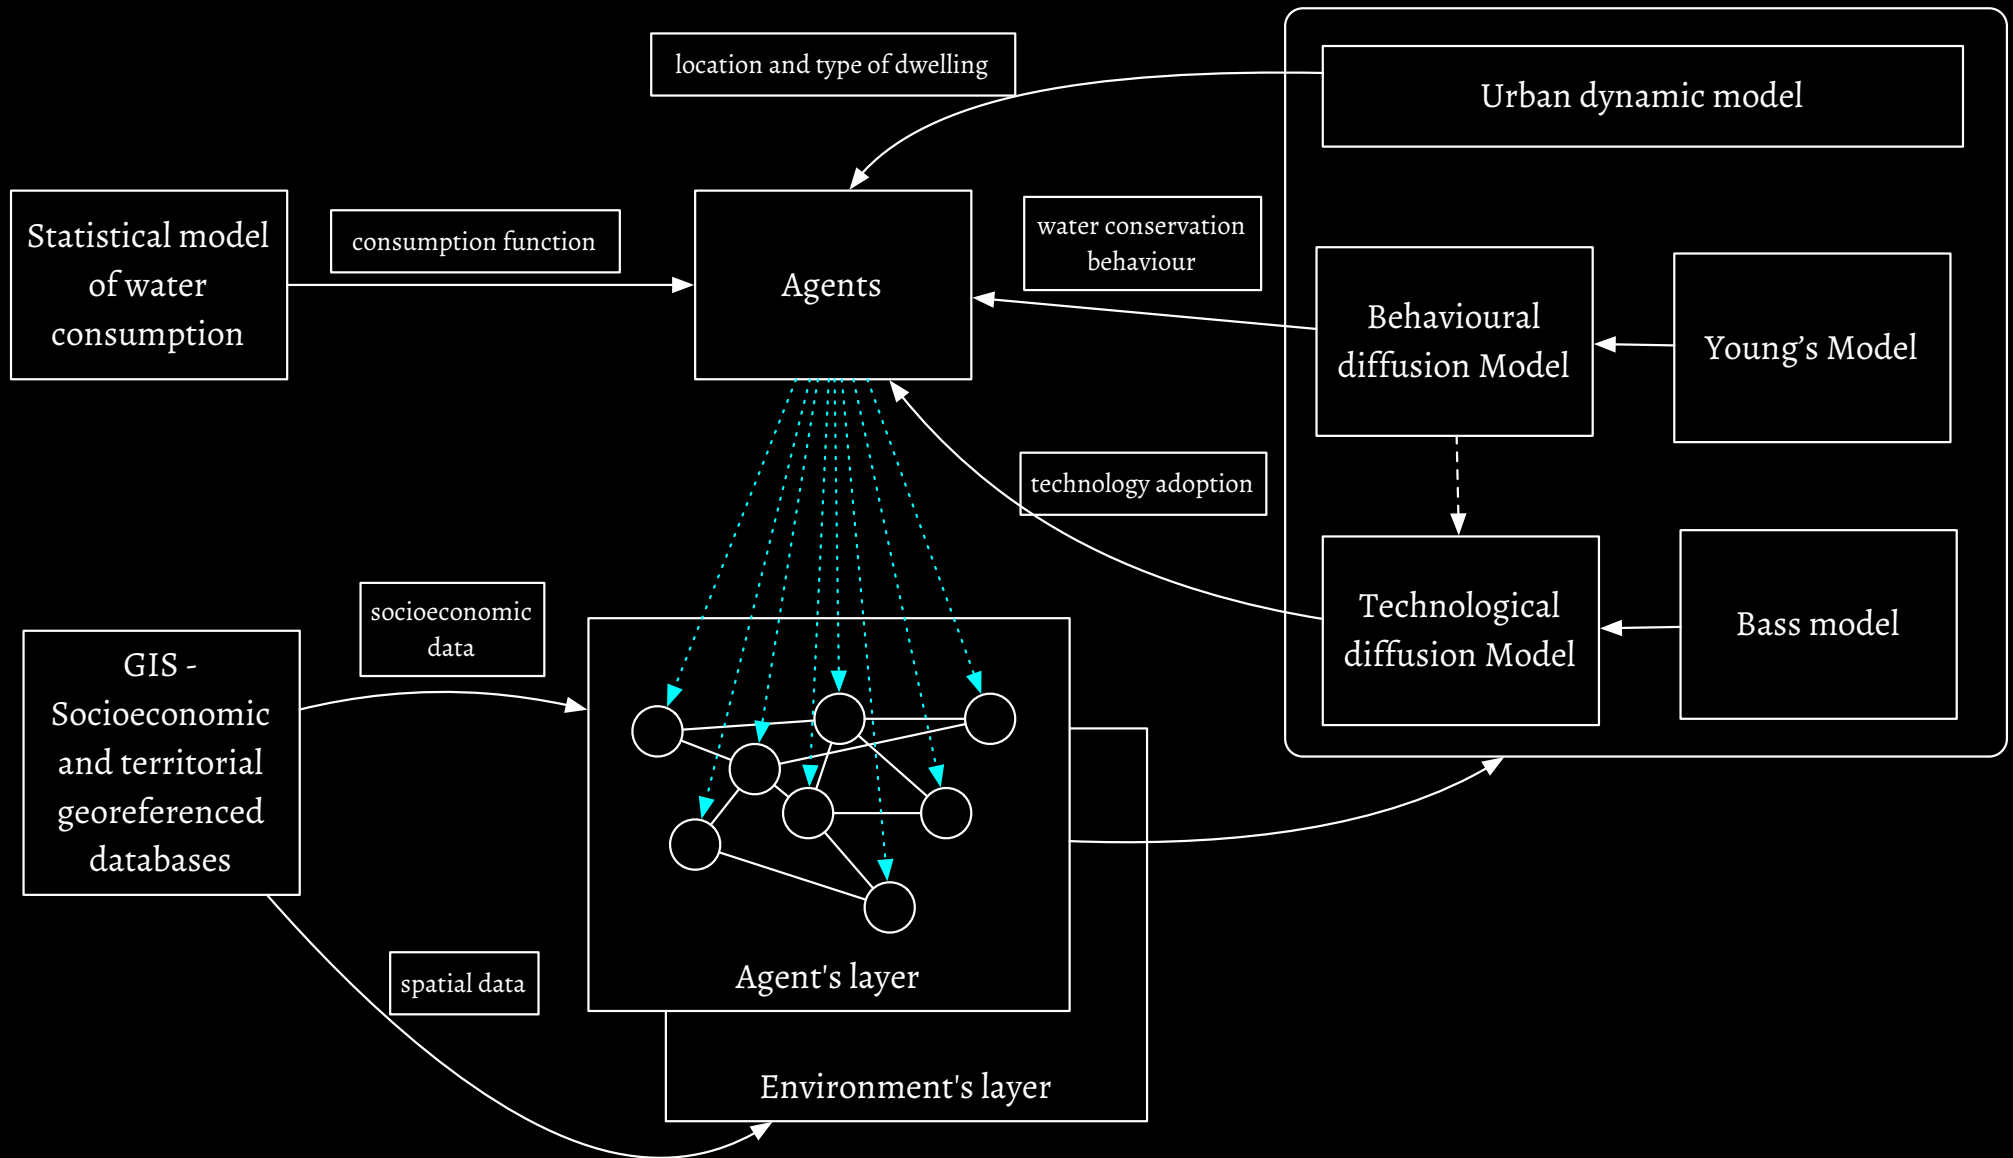 location and type of dwelling
Urban dynamic model
Statistical model
of water
consumption
consumption function
Agents
water conservation
behaviour
Behavioural
diffusion Model
Young’s Model
technology adoption
Technological
diffusion Model
Bass model
socioeconomic
data
GIS -
Socioeconomic
and territorial
georeferenced
databases
spatial data
Agent's layer
Environment's layer